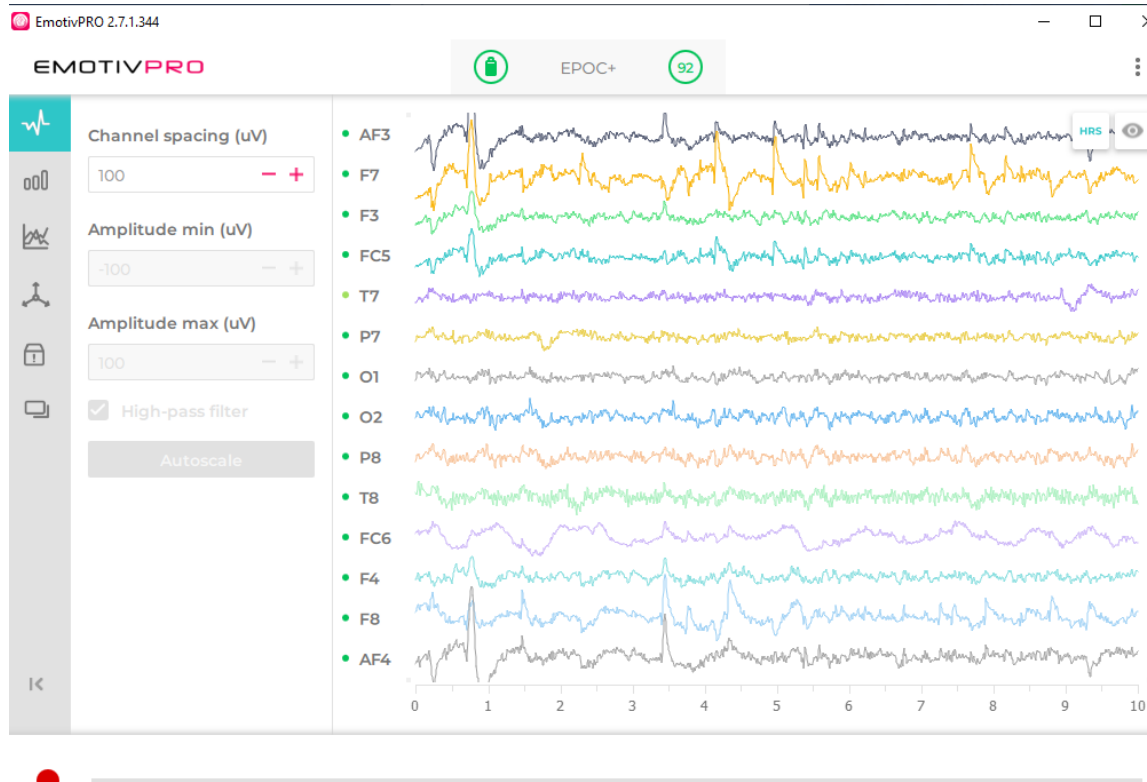 EmotivPRO 2.7.1.344
EMOTIVPRO
EPOC+
92
Channel spacing (uV)
100
Amplitude min (uV)
-100
Amplitude max (uV)
100
High-pass filter
Autoscale
HRS
AF3
F7
F3
FC5
T7
P7
O1
O2
P8
T8
FC6
F4
F8
AF4
0 1 2 3 4 5 6 7 8 9 10